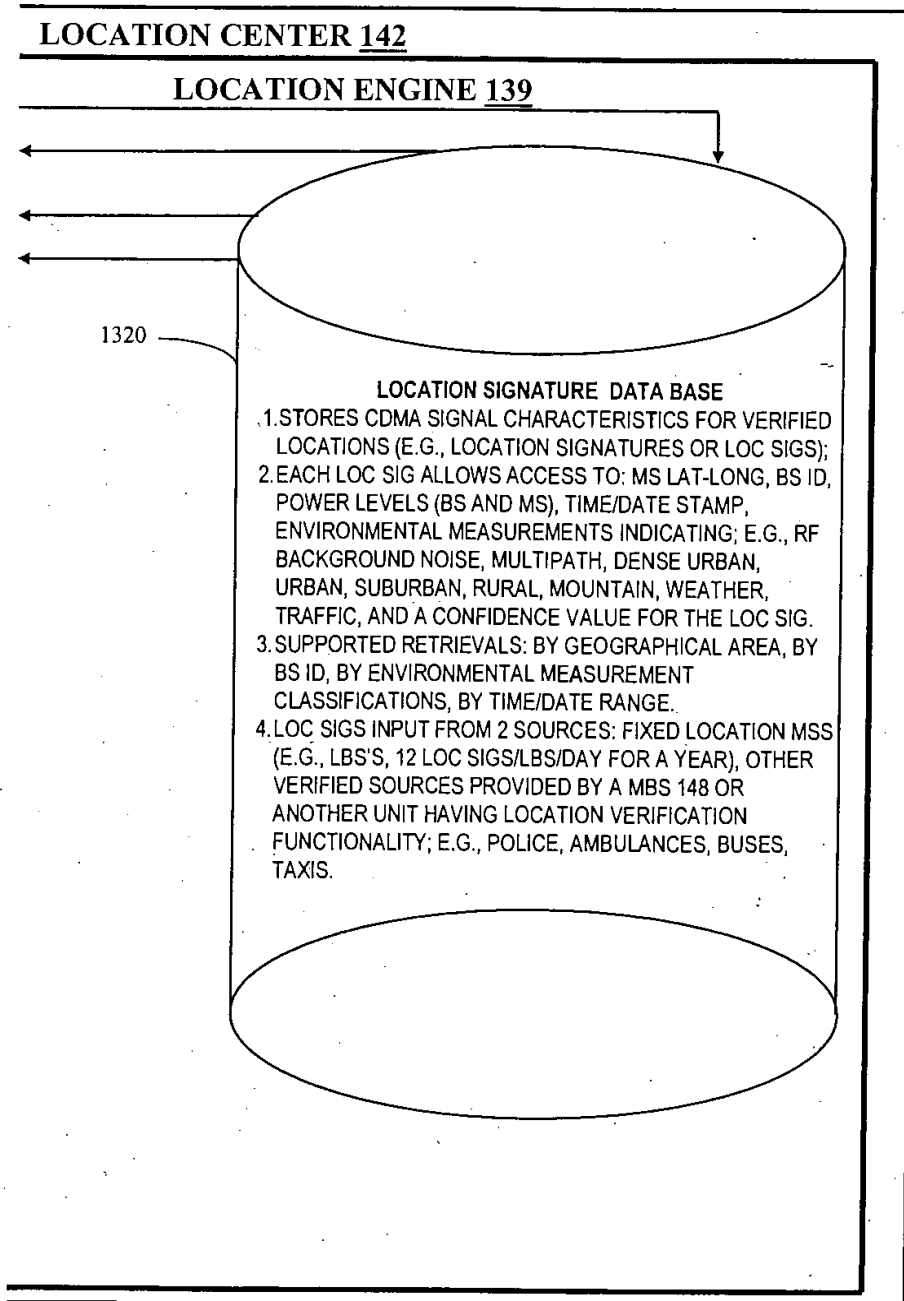 LOCATION CENTER 142
LOCATION ENGINE 139
1320
LOCATION SIGNATURE DATA BASE
1.STORES CDMA SIGNAL CHARACTERISTICS FOR VERIFIED
LOCATIONS (E.G., LOCATION SIGNATURES OR LOC SIGS);
2.EACH LOC SIG ALLOWS ACCESS TO: MS LAT-LONG, BS ID,
POWER LEVELS (BS AND MS), TIME/DATE STAMP,
ENVIRONMENTAL MEASUREMENTS INDICATING; E.G., RF
BACKGROUND NOISE, MULTIPATH, DENSE URBAN,
URBAN, SUBURBAN, RURAL, MOUNTAIN, WEATHER,
TRAFFIC, AND A CONFIDENCE VALUE FOR THE LOC SIG.
3.SUPPORTED RETRIEVALS: BY GEOGRAPHICAL AREA, BY
BS ID, BY ENVIRONMENTAL MEASUREMENT
CLASSIFICATIONS, BY TIME/DATE RANGE.
4.LOC SIGS INPUT FROM 2 SOURCES: FIXED LOCATION MSS
(E.G., LBS'S, 12 LOC SIGS/LBS/DAY FOR A YEAR), OTHER
VERIFIED SOURCES PROVIDED BY A MBS 148 OR
ANOTHER UNIT HAVING LOCATION VERIFICATION
FUNCTIONALITY; E.G., POLICE, AMBULANCES, BUSES,
TAXIS.